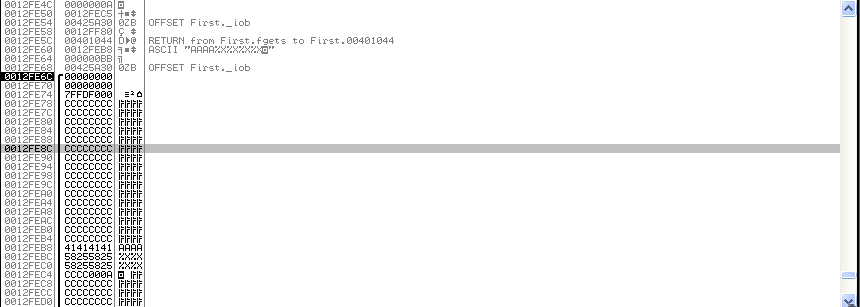 0012FE4C 0000000A
0012FE50 0012FEC5
0012FE54 00425A30 0ZB OFFSET First._iob
0012FE58 0012FF80 Ç
0012FE5C 00401044 D►@ RETURN from First.fgets to First.00401044
0012FE60 0012FEB8 ASCII "AAAA%X%X%X%X◙"
0012FE64 000000BB ╗
0012FE68 00425A30 0ZB OFFSET First._iob
0012FE6C 00000000
0012FE70 00000000
0012FE74 7FFDF000
0012FE78 CCCCCCCC ╠╠╠╠
0012FE7C CCCCCCCC ╠╠╠╠
0012FE80 CCCCCCCC ╠╠╠╠
0012FE84 CCCCCCCC ╠╠╠╠
0012FE88 CCCCCCCC ╠╠╠╠
0012FE8C CCCCCCCC ╠╠╠╠
0012FE90 CCCCCCCC ╠╠╠╠
0012FE94 CCCCCCCC ╠╠╠╠
0012FE98 CCCCCCCC ╠╠╠╠
0012FE9C CCCCCCCC ╠╠╠╠
0012FEA0 CCCCCCCC ╠╠╠╠
0012FEA4 CCCCCCCC ╠╠╠╠
0012FEA8 CCCCCCCC ╠╠╠╠
0012FEAC CCCCCCCC ╠╠╠╠
0012FEB0 CCCCCCCC ╠╠╠╠
0012FEB4 CCCCCCCC ╠╠╠╠
0012FEB8 41414141 AAAA
0012FEBC 58255825 %X%X
0012FEC0 58255825 %X%X
0012FEC4 CCCC000A ◙ ╠╠
0012FEC8 CCCCCCCC ╠╠╠╠
0012FECC CCCCCCCC ╠╠╠╠
0012FED0 CCCCCCCC ╠╠╠╠